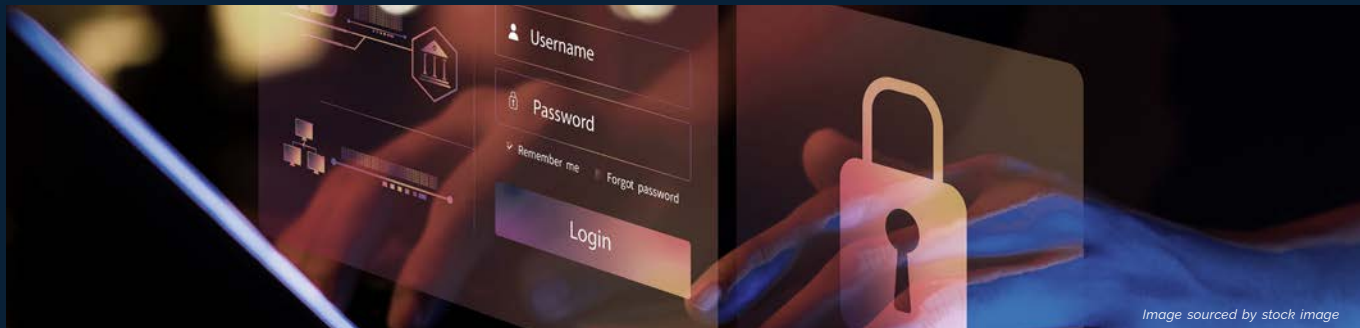 Username
Password
Remember me
Forgot password
Login
Image sourced by stock image